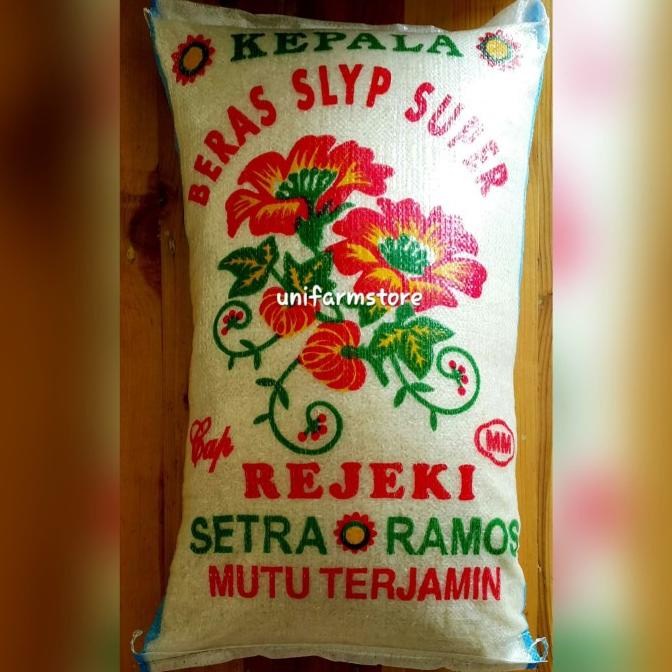 KEPALA
BERAS SLYP SUPER
unifarmstore
Cap
MM
REJEKI
SETRA RAMOS
MUTU TERJAMIN